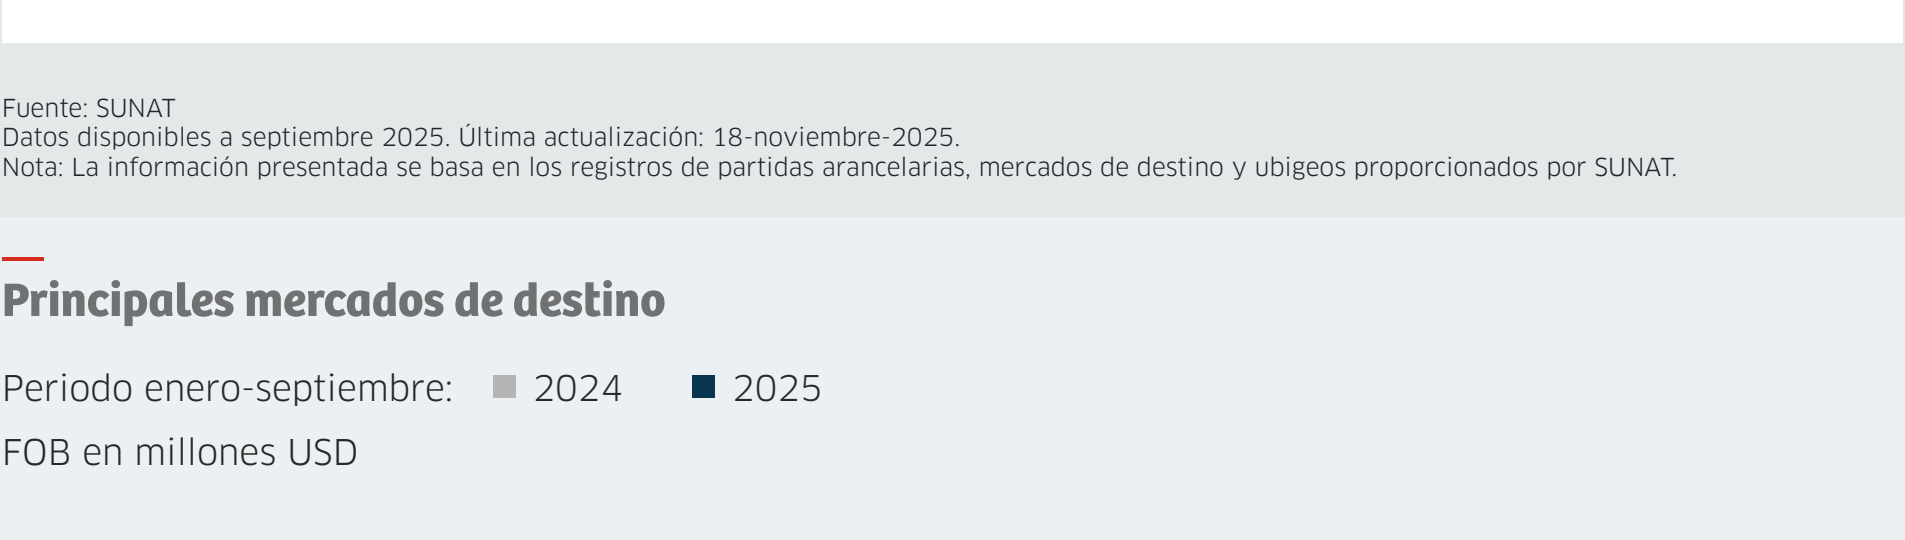 Fuente: SUNAT
Datos disponibles a septiembre 2025. Última actualización: 18-noviembre-2025.
Nota: La información presentada se basa en los registros de partidas arancelarias, mercados de destino y ubigeos proporcionados por SUNAT.
Principales mercados de destino
Periodo enero-septiembre: 2024 2025
FOB en millones USD